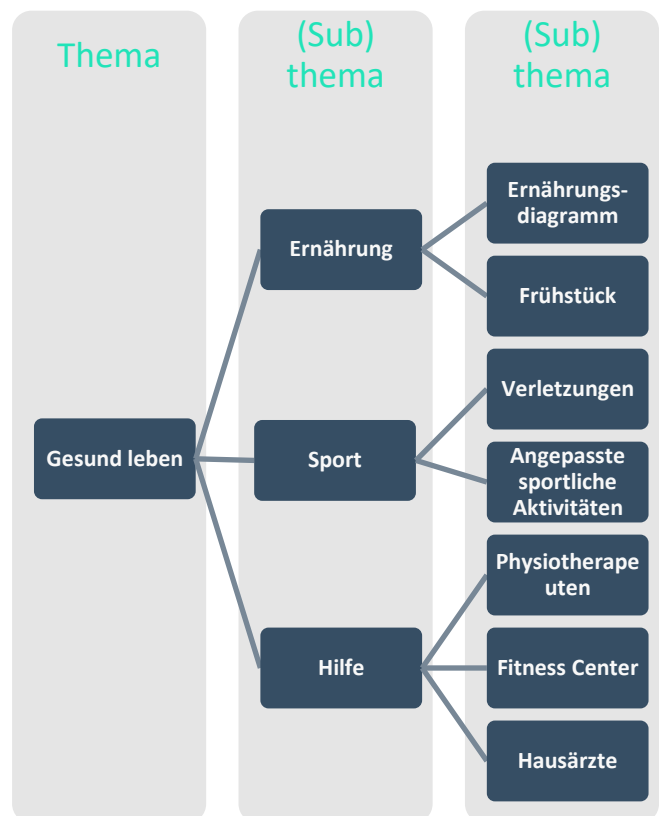 Thema
(Sub)
thema
(Sub)
thema
Gesund leben
Ernährung
Sport
Hilfe
Ernährungs-
diagramm
Frühstück
Verletzungen
Angepasste
sportliche
Aktivitäten
Physiotherape
uten
Fitness Center
Hausärzte